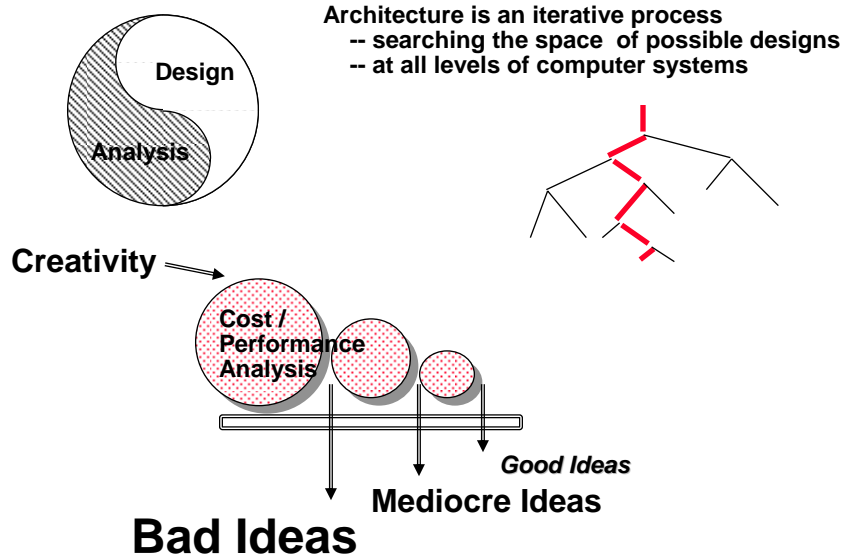 Architecture is an iterative process
-- searching the space of possible designs
-- at all levels of computer systems
Design
Analysis
Creativity
Cost /
Performance
Analysis
Good Ideas
Mediocre Ideas
Bad Ideas